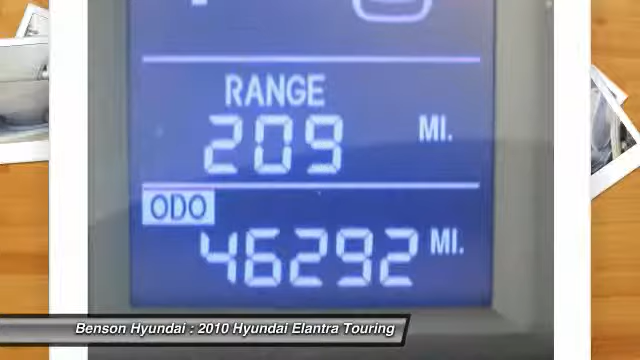 RANGE
209 MI.
ODO
46292 MI.
Benson Hyundai : 2010 Hyundai Elantra Touring